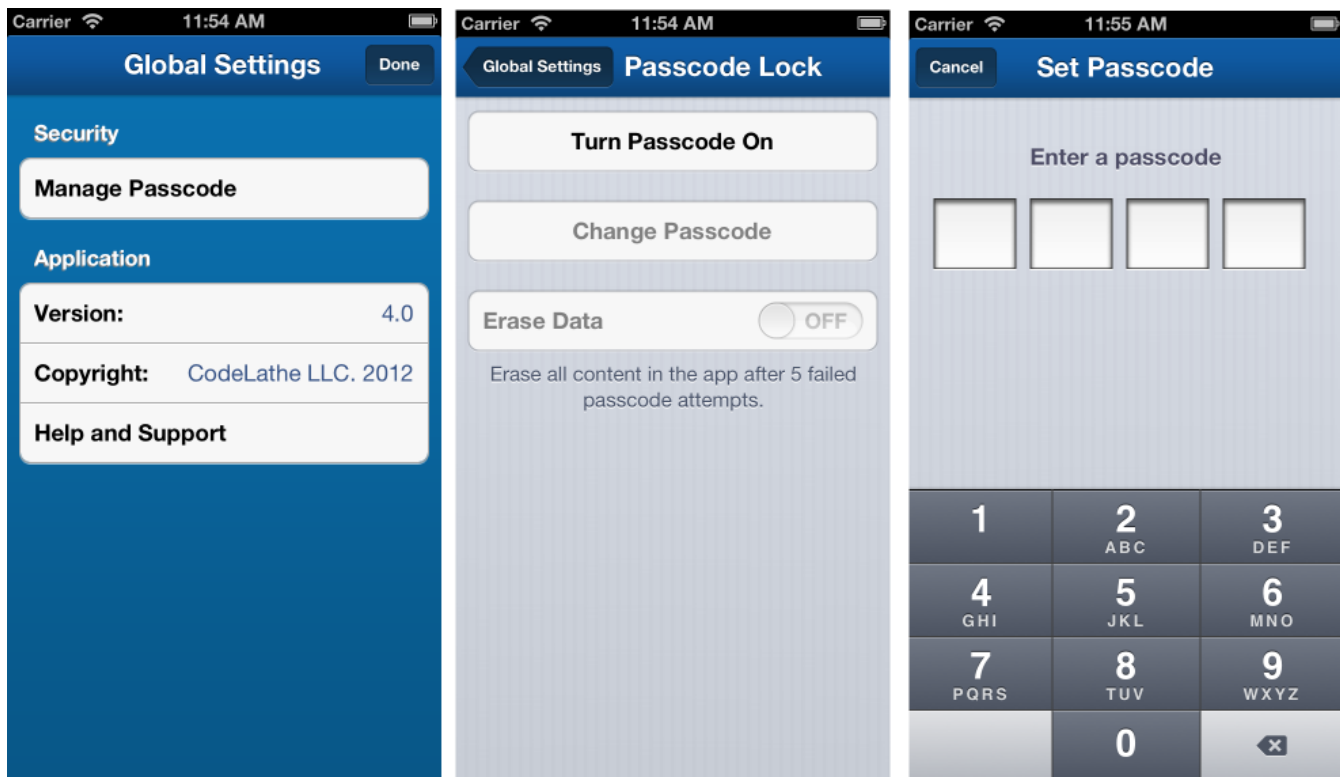 Carrier 11:54 AM
Global Settings Done
Security
Manage Passcode
Application
Version: 4.0
Copyright: CodeLathe LLC. 2012
Help and Support
Carrier 11:54 AM
Global Settings Passcode Lock
Turn Passcode On
Change Passcode
Erase Data OFF
Erase all content in the app after 5 failed
passcode attempts.
Carrier 11:55 AM
Cancel Set Passcode
Enter a passcode
1 2 3
ABC DEF
4 5 6
GHI JKL MNO
7 8 9
PQRS TUV WXYZ
0